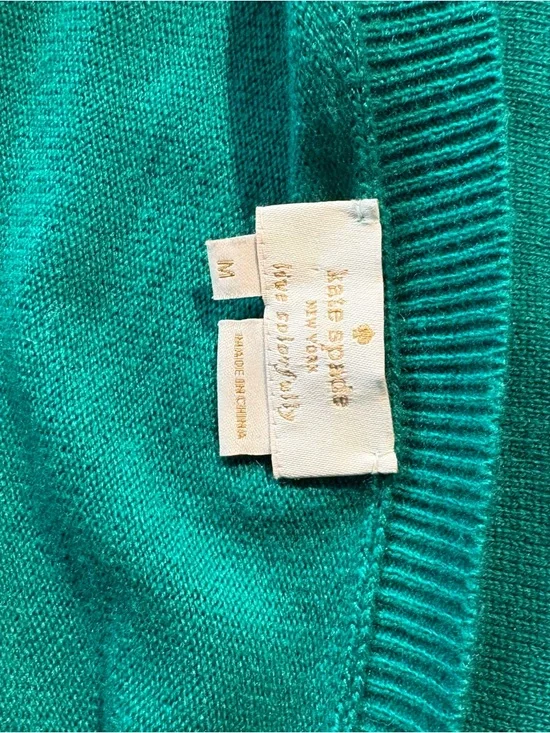 kate spade
NEW YORK
live colorfully
M
MADE IN CHINA